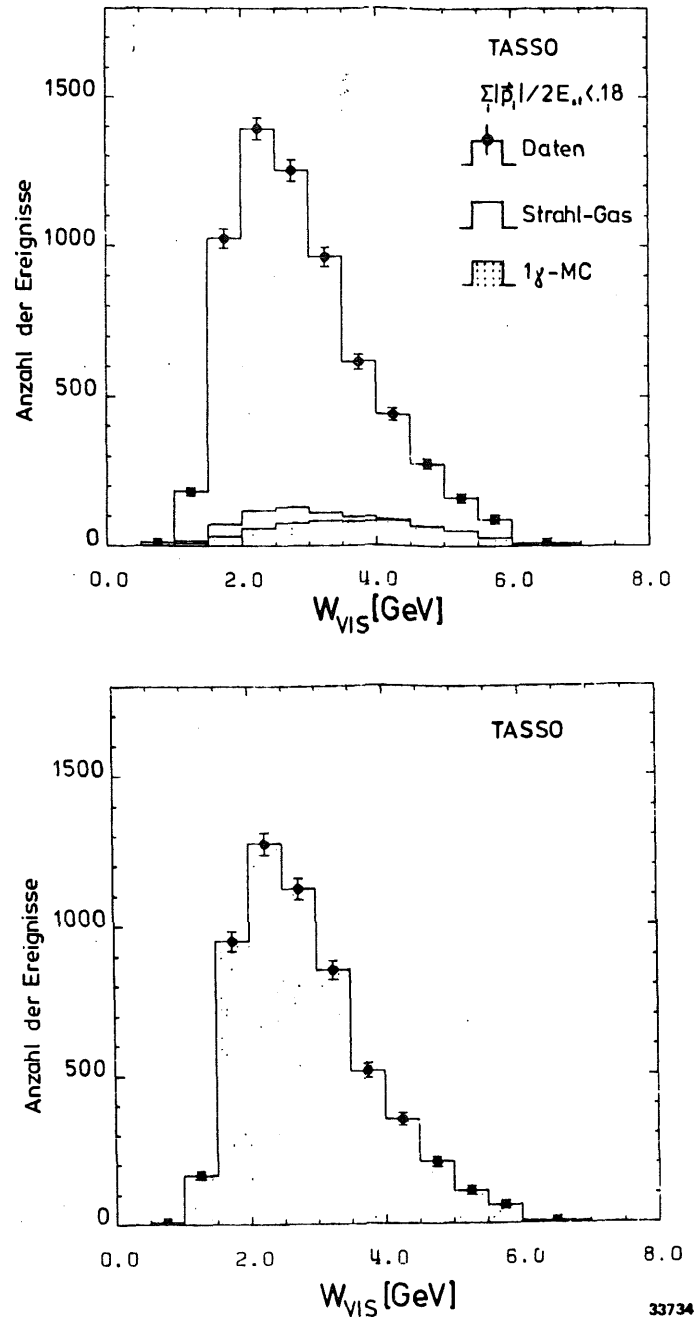 TASSO
Σ|p⃗ᵢ|/2E <.18
1500
Daten
Strahl-Gas
1000
1γ-MC
Anzahl der Ereignisse
500
0
0.0 2.0 4.0 6.0 8.0
W_VIS [GeV]
TASSO
1500
1000
Anzahl der Ereignisse
500
0
0.0 2.0 4.0 6.0 8.0
W_VIS [GeV]
33734